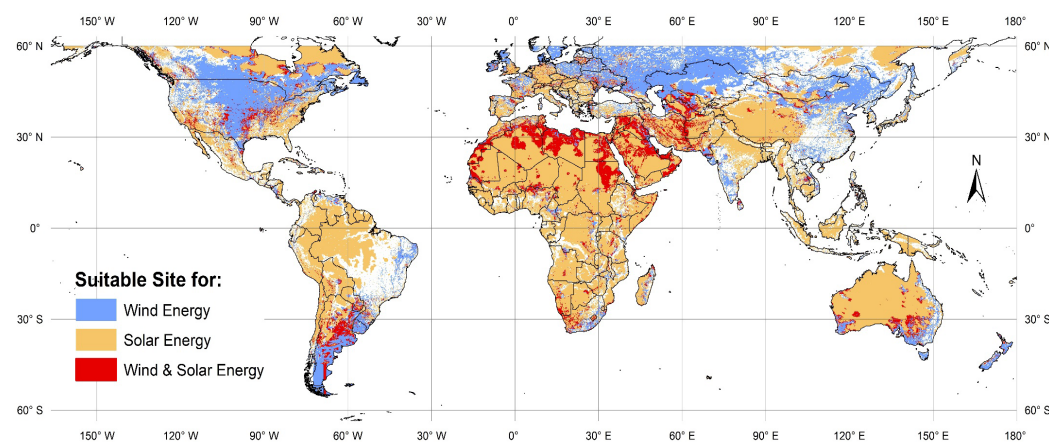 150° W 120° W 90° W 60° W 30° W 0° 30° E 60° E 90° E 120° E 150° E 180°
60° N 60° N
30° N 30° N
N
0° 0°
Suitable Site for:
Wind Energy
Solar Energy
Wind & Solar Energy
30° S 30° S
60° S 60° S
150° W 120° W 90° W 60° W 30° W 0° 30° E 60° E 90° E 120° E 150° E 180°